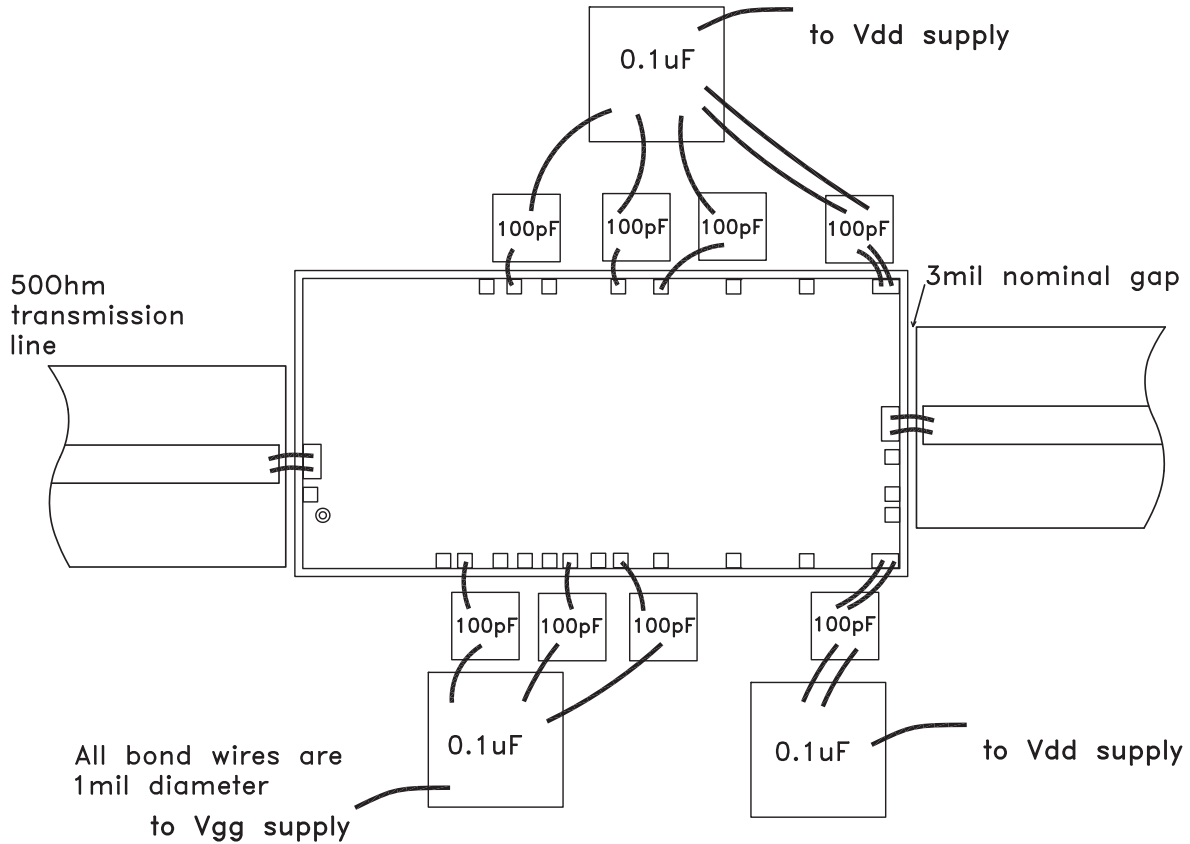 to Vdd supply
0.1uF
100pF
100pF
100pF
100pF
3mil nominal gap
50Ohm
transmission
line
100pF
100pF
100pF
100pF
0.1uF
0.1uF
to Vdd supply
All bond wires are
1mil diameter
to Vgg supply